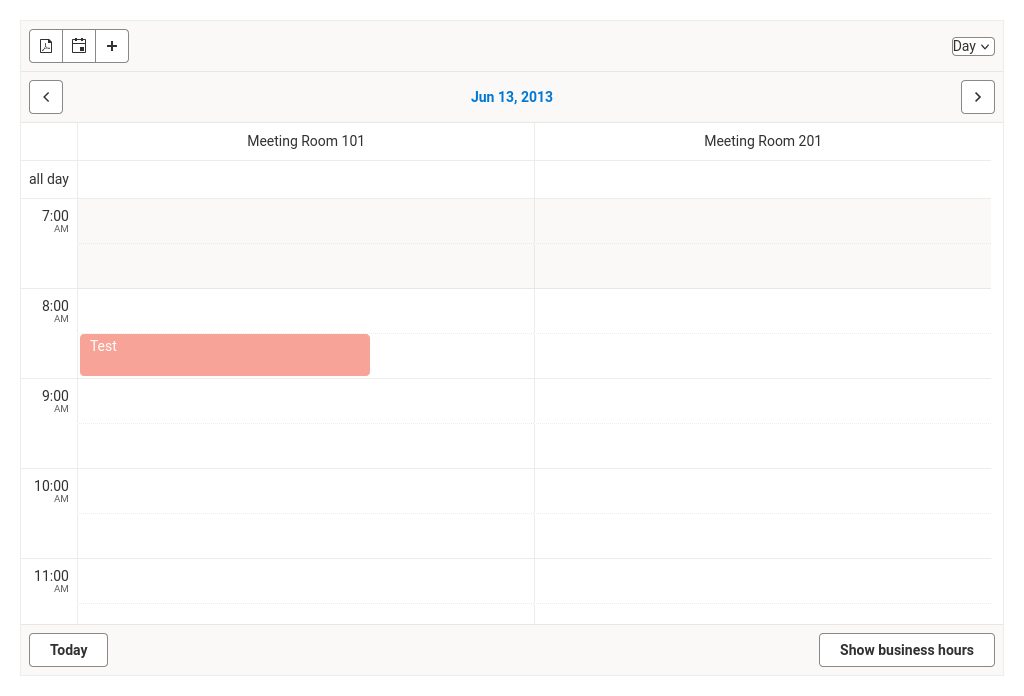 Day
Jun 13, 2013
Meeting Room 101 Meeting Room 201
all day
7:00
AM
8:00
AM
Test
9:00
AM
10:00
AM
11:00
AM
Today Show business hours